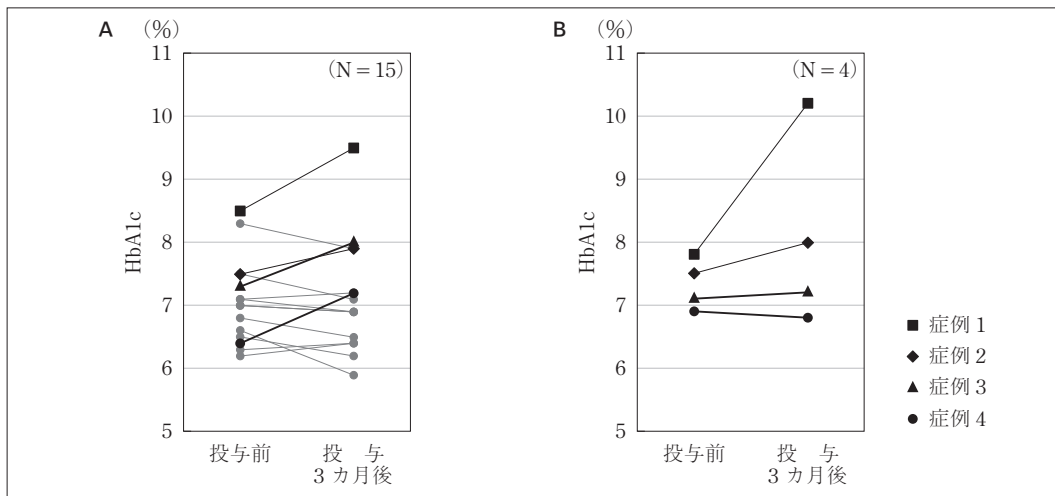 A (%)
(N=15)
11
10
9
8
7
6
5
HbA1c
投与前
投 与
3カ月後
B (%)
(N=4)
11
10
9
8
7
6
5
HbA1c
投与前
投 与
3カ月後
症例1
症例2
症例3
症例4